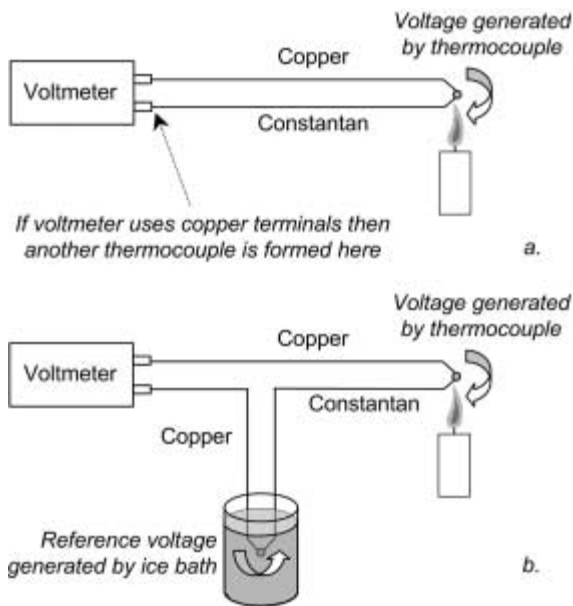 Voltage generated
by thermocouple
Copper
Voltmeter
Constantan
If voltmeter uses copper terminals then
another thermocouple is formed here
a.
Voltage generated
by thermocouple
Copper
Voltmeter
Constantan
Copper
Reference voltage
generated by ice bath
b.